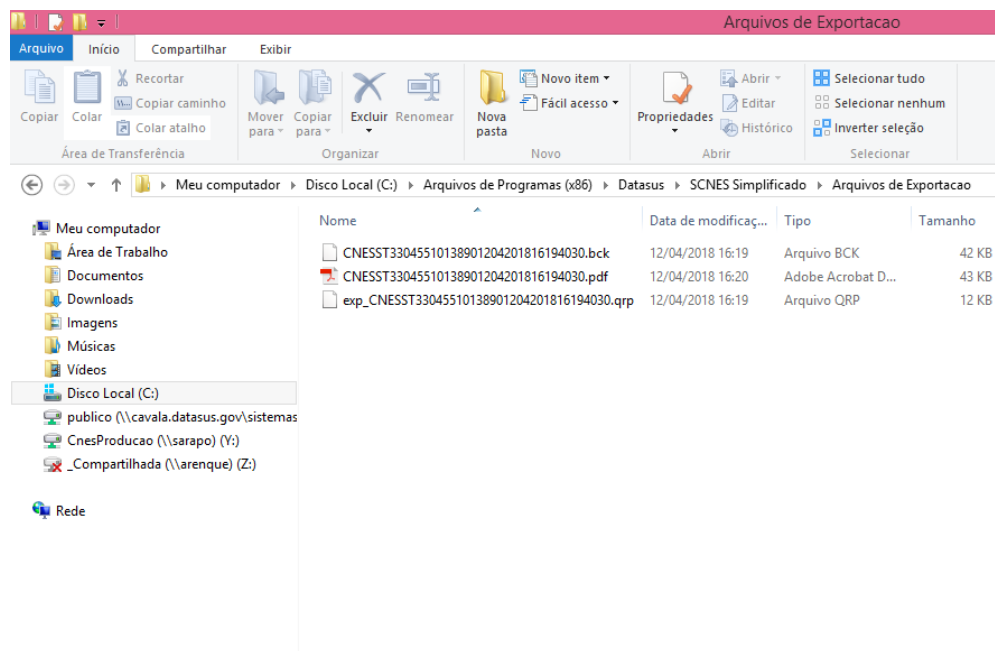 Arquivos de Exportacao
Arquivo Início Compartilhar Exibir
Copiar
Colar
Recortar
Copiar caminho
Colar atalho
Área de Transferência
Mover para
Copiar para
Excluir
Renomear
Organizar
Nova pasta
Novo item
Fácil acesso
Novo
Propriedades
Abrir
Editar
Histórico
Abrir
Selecionar tudo
Selecionar nenhum
Inverter seleção
Selecionar
Meu computador Disco Local (C:) Arquivos de Programas (x86) Datasus SCNES Simplificado Arquivos de Exportacao
Meu computador
Área de Trabalho
Documentos
Downloads
Imagens
Músicas
Vídeos
Disco Local (C:)
publico (\\cavala.datasus.gov\sistemas
CnesProducao (\\sarapo) (Y:)
_Compartilhada (\\arenque) (Z:)
Rede
Nome Data de modificaç... Tipo Tamanho
CNESST330455101389012042018161940​30.bck 12/04/2018 16:19 Arquivo BCK 42 KB
CNESST33045510138901204201816194030.pdf 12/04/2018 16:20 Adobe Acrobat D... 43 KB
exp_CNESST33045510138901204201816194030.qrp 12/04/2018 16:19 Arquivo QRP 12 KB